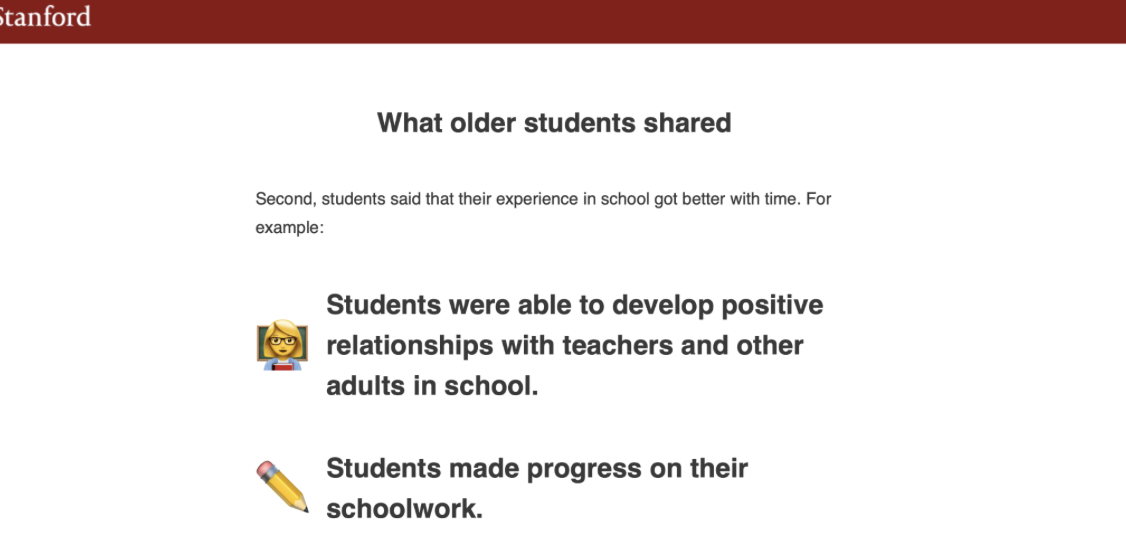 Stanford
What older students shared
Second, students said that their experience in school got better with time. For
example:
Students were able to develop positive
relationships with teachers and other
adults in school.
Students made progress on their
schoolwork.